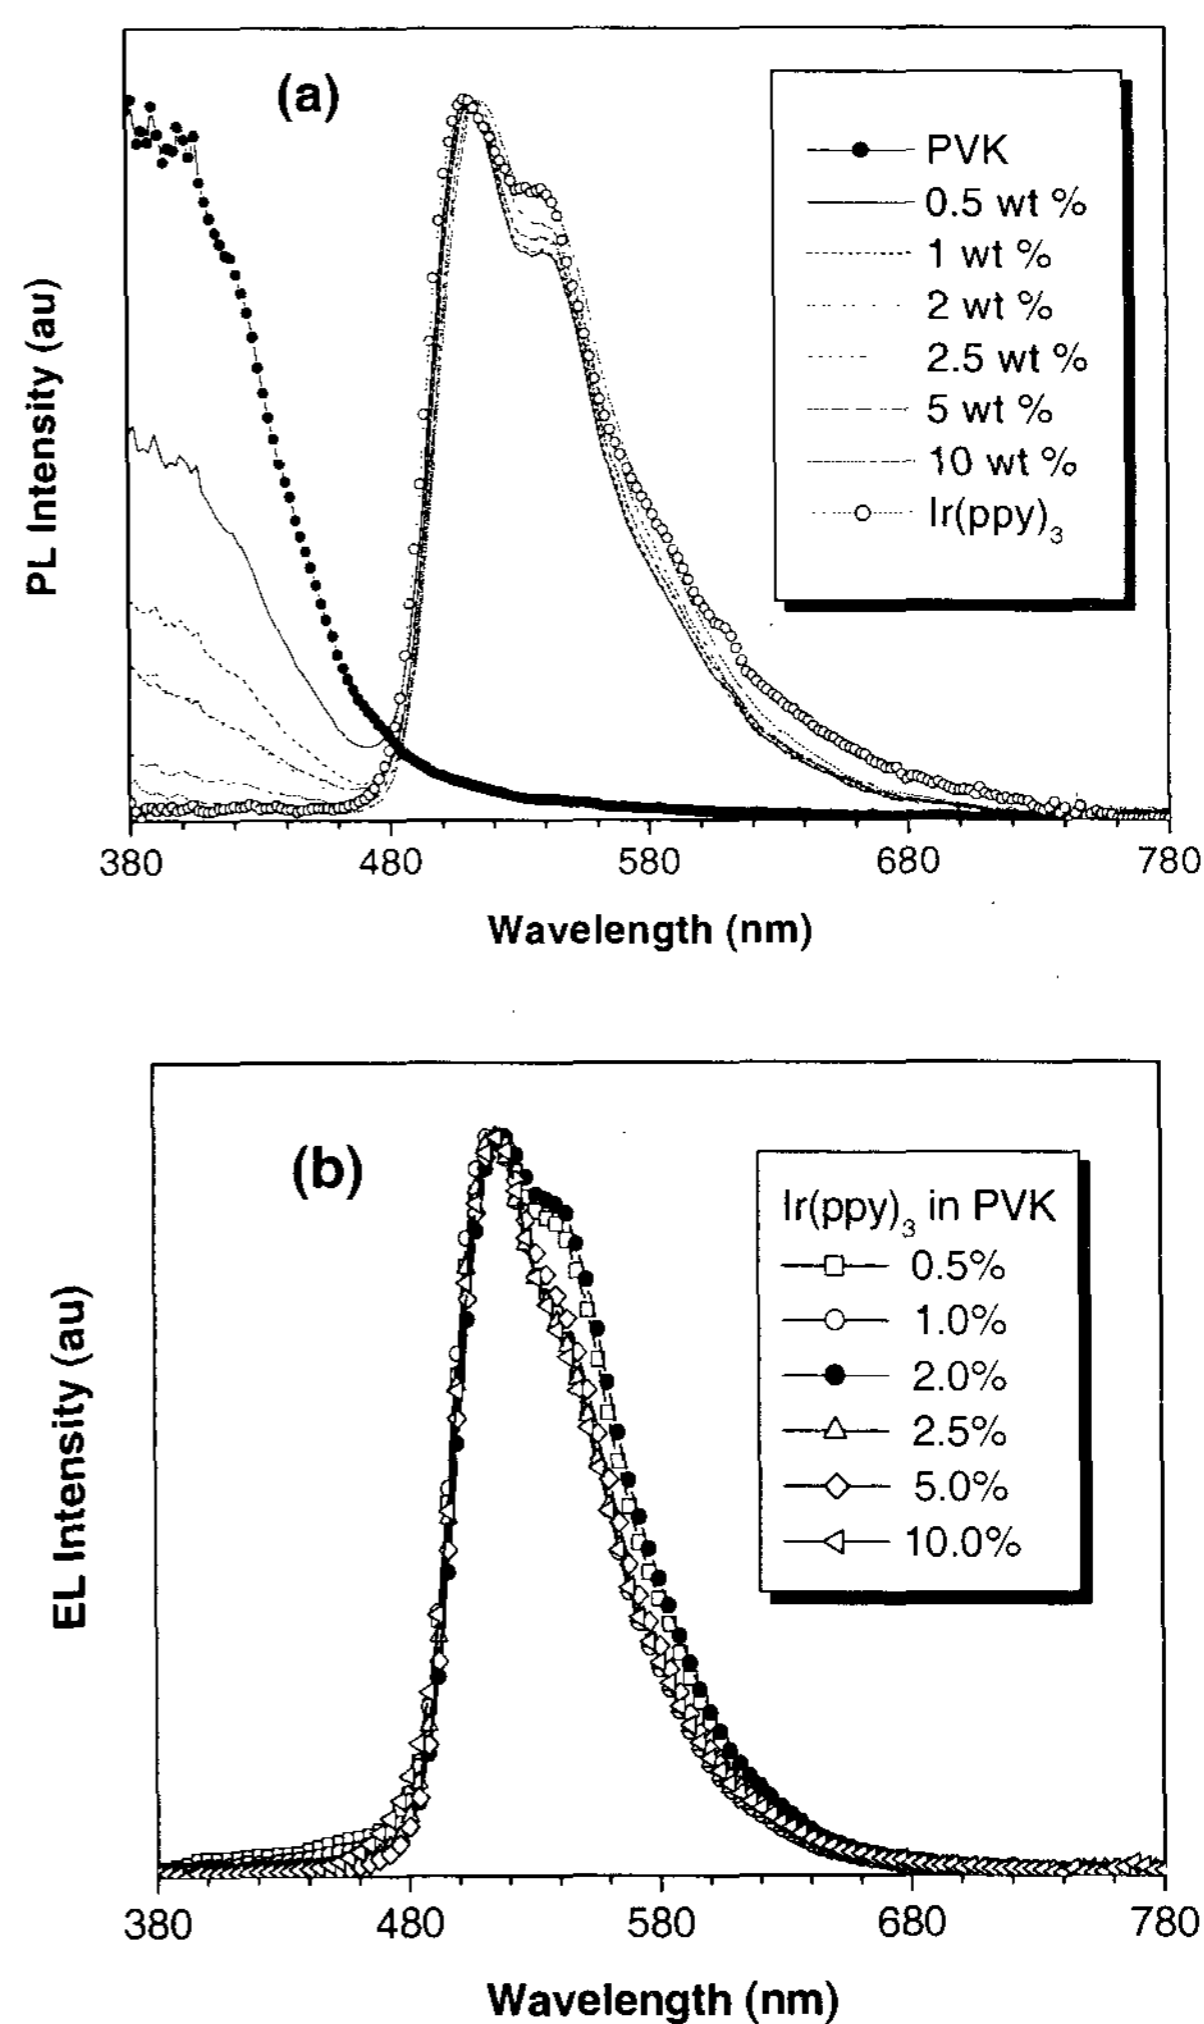 (a)
PL Intensity (au)
PVK
0.5 wt %
1 wt %
2 wt %
2.5 wt %
5 wt %
10 wt %
Ir(ppy)3
380 480 580 680 780
Wavelength (nm)
(b)
EL Intensity (au)
Ir(ppy)3 in PVK
0.5%
1.0%
2.0%
2.5%
5.0%
10.0%
380 480 580 680 780
Wavelength (nm)